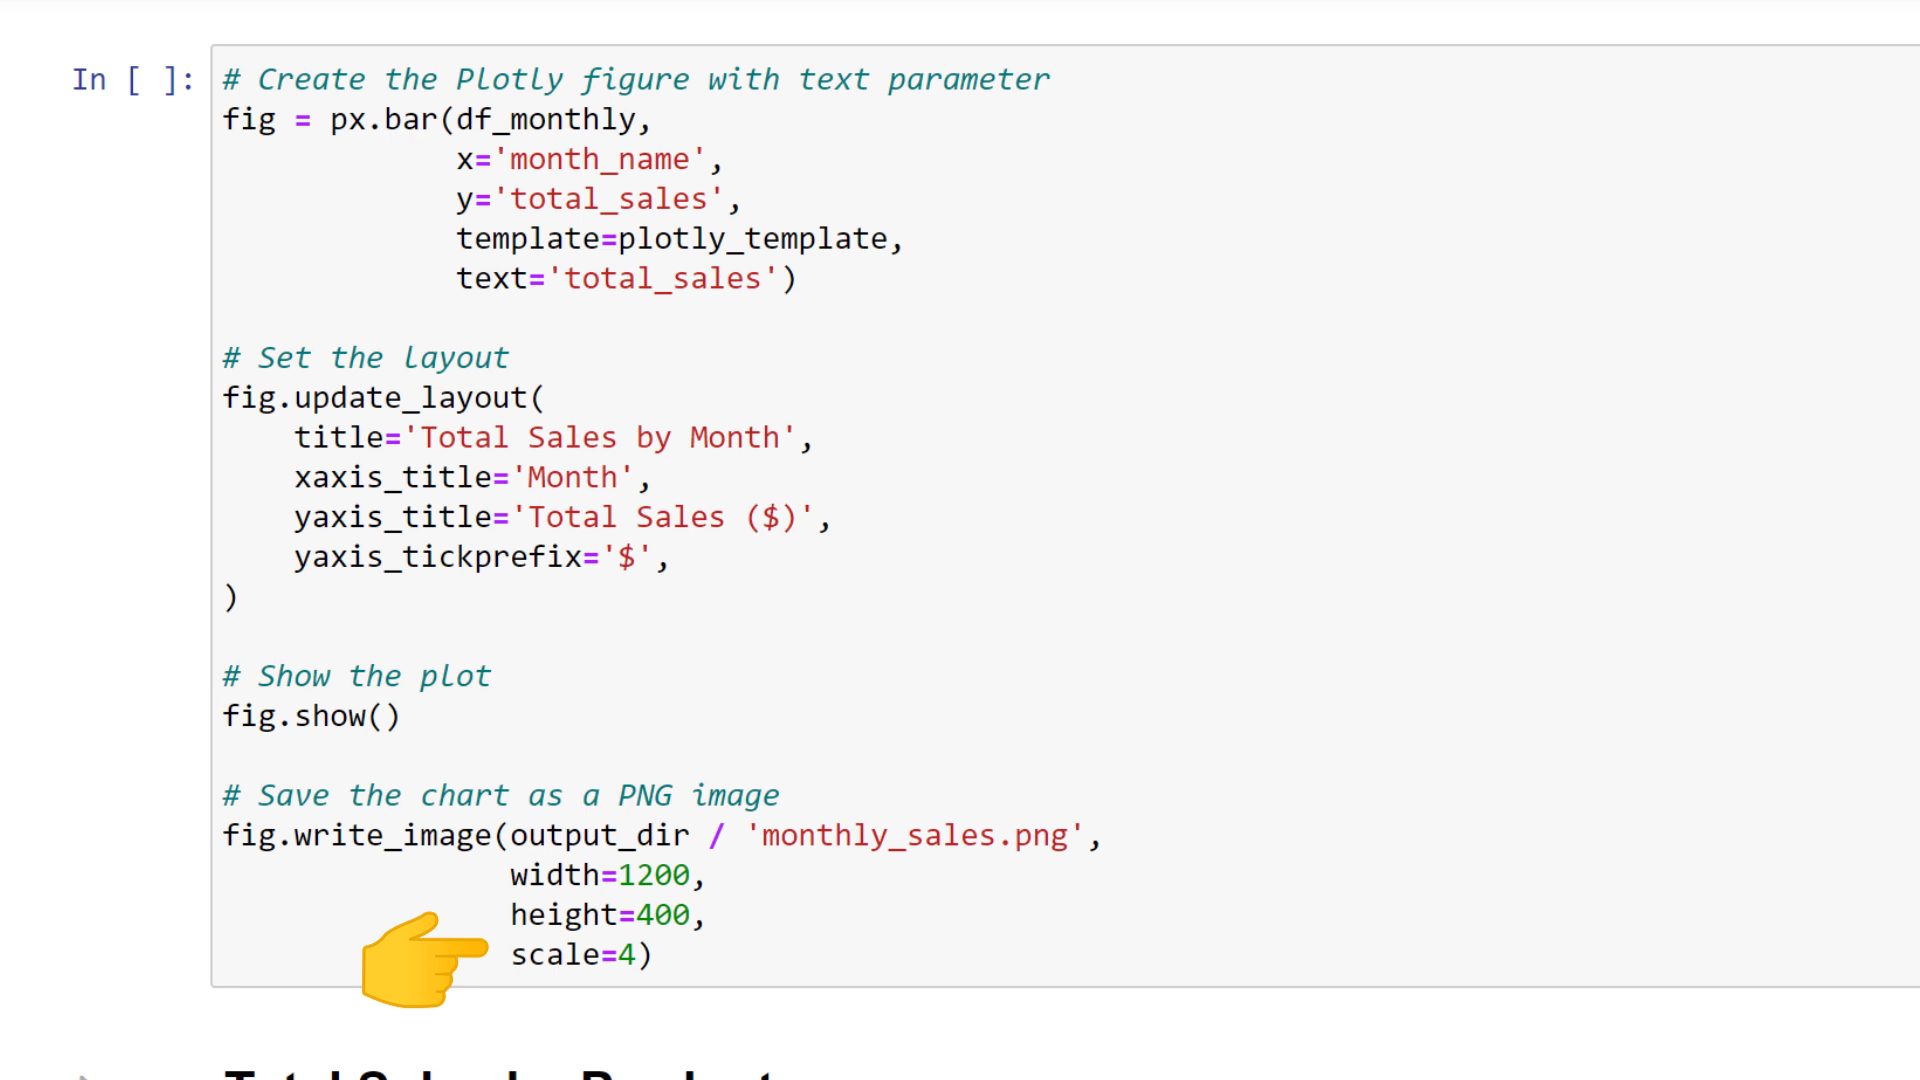 In [ ]:
# Create the Plotly figure with text parameter
fig = px.bar(df_monthly,
             x='month_name',
             y='total_sales',
             template=plotly_template,
             text='total_sales')
# Set the layout
fig.update_layout(
    title='Total Sales by Month',
    xaxis_title='Month',
    yaxis_title='Total Sales ($)',
    yaxis_tickprefix='$',
)
# Show the plot
fig.show()
# Save the chart as a PNG image
fig.write_image(output_dir / 'monthly_sales.png',
                width=1200,
                height=400,
                scale=4)